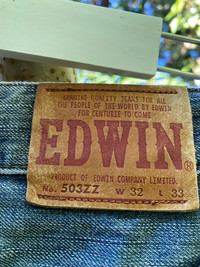 GENUINE QUALITY JEANS FOR ALL
THE PEOPLE OF THE WORLD BY EDWIN
FOR CENTURIE TO COME
EDWIN®
PRODUCT OF EDWIN COMPANY LIMITED.
No. 503ZZ W 32 L 33